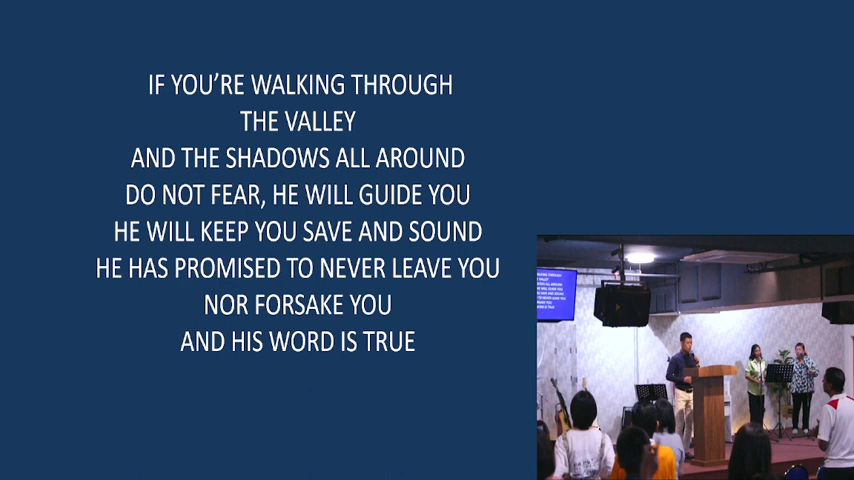 IF YOU'RE WALKING THROUGH
THE VALLEY
AND THE SHADOWS ALL AROUND
DO NOT FEAR, HE WILL GUIDE YOU
HE WILL KEEP YOU SAVE AND SOUND
HE HAS PROMISED TO NEVER LEAVE YOU
NOR FORSAKE YOU
AND HIS WORD IS TRUE